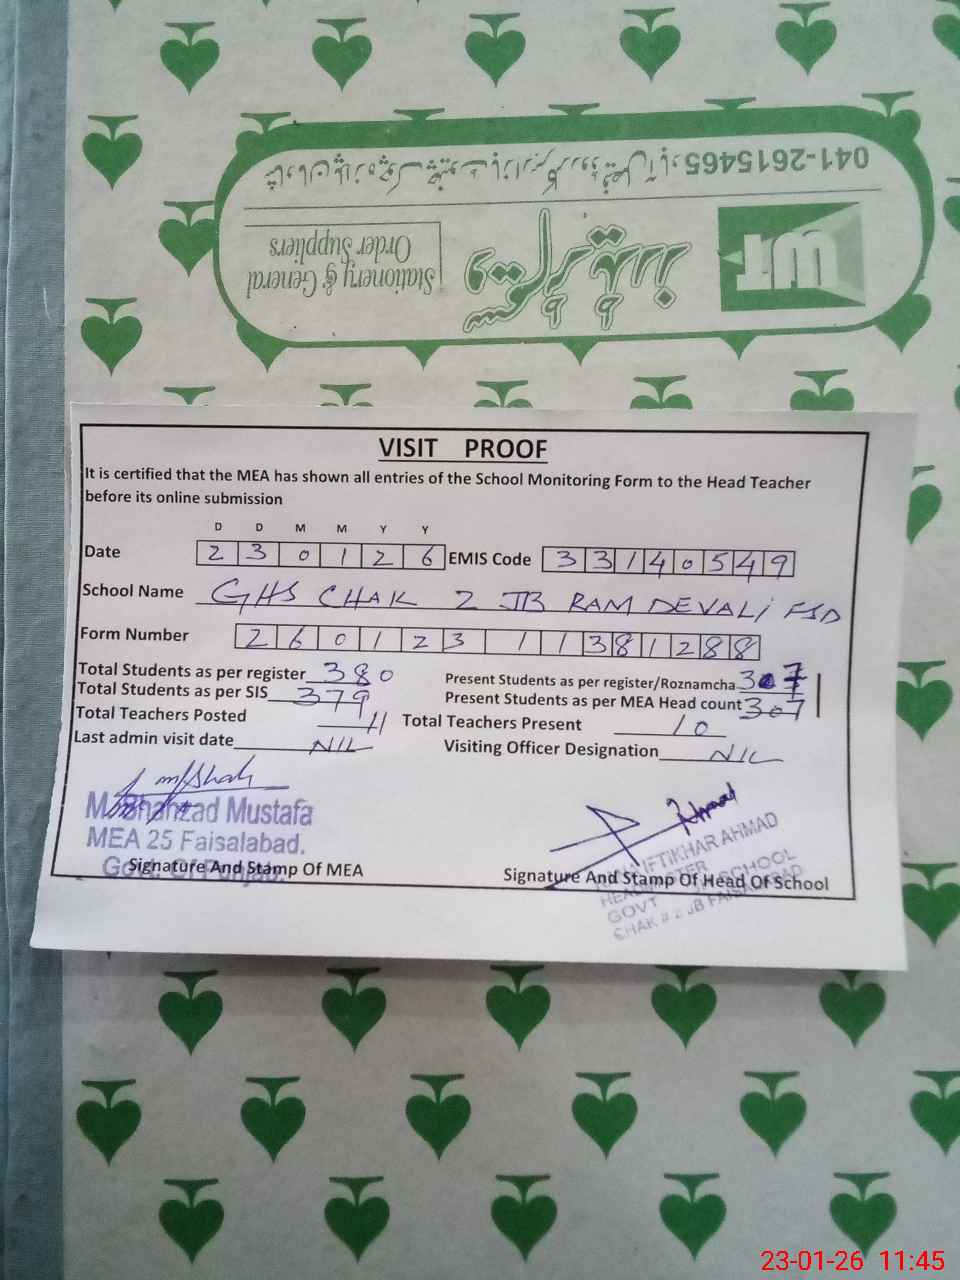 041-2615465
Stationery & General
Order Suppliers
VISIT PROOF
It is certified that the MEA has shown all entries of the School Monitoring Form to the Head Teacher
before its online submission
D D M M Y Y
Date 2 3 0 1 2 6 EMIS Code 3 3 1 4 0 5 4 9
School Name GHS CHAK 2 JB RAM DEVALI FSD
Form Number 2 6 0 1 2 3 1 1 3 8 1 2 8 8
Total Students as per register 380 Present Students as per register/Roznamcha 307
Total Students as per SIS 379 Present Students as per MEA Head count 307
Total Teachers Posted 11 Total Teachers Present 10
Last admin visit date NIL Visiting Officer Designation NIL
Mustafa
MEA 25 Faisalabad.
Signature And Stamp Of MEA
IFTIKHAR AHMAD
Signature And Stamp Of Head Of School
GOVT SCHOOL
CHAK # 2 JB FAISALABAD
23-01-26 11:45